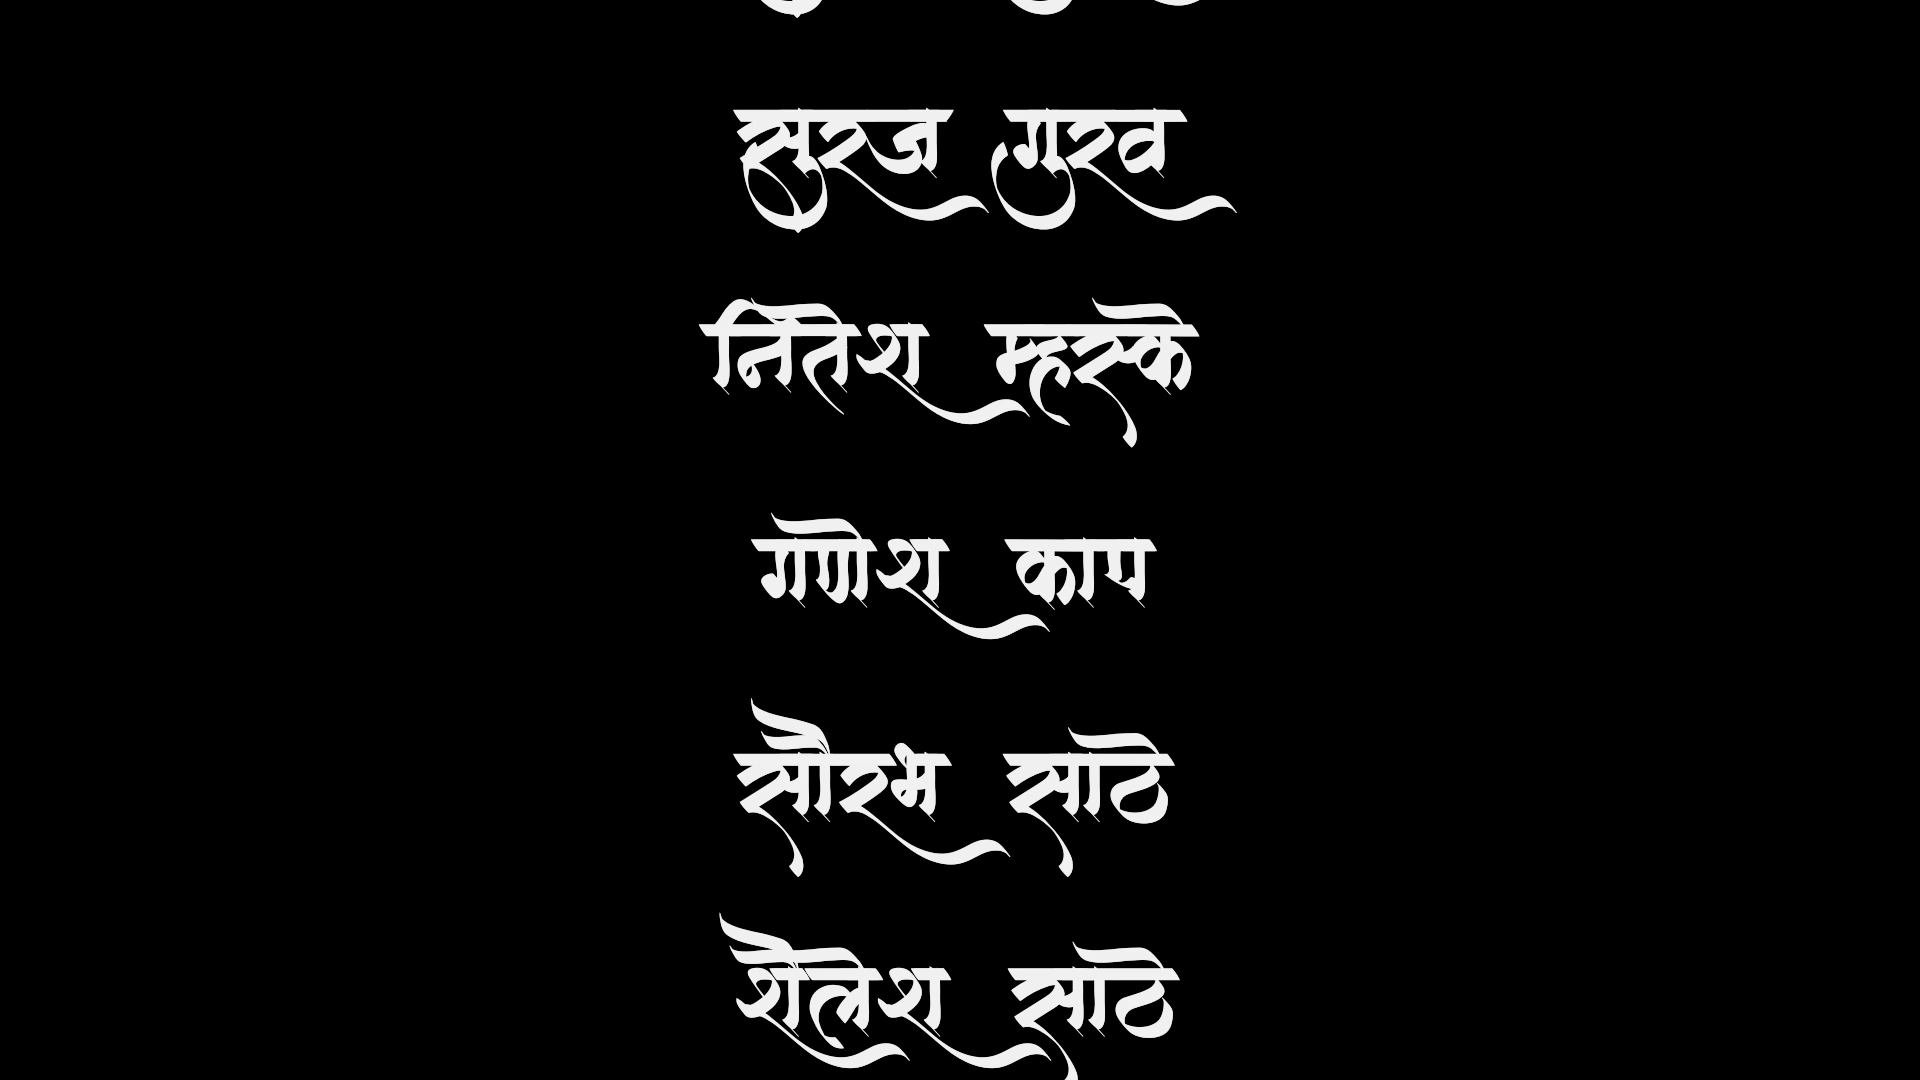 सुरज गुरव
नितेश म्हस्के
गणेश काप
सौरभ साठे
शैलेश साठे